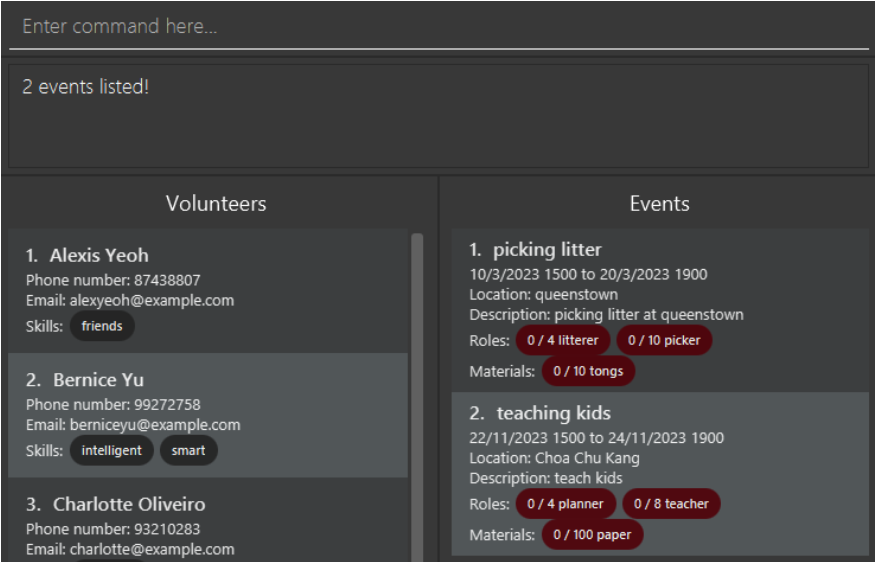 Enter command here...
2 events listed!
Volunteers
1. Alexis Yeoh
Phone number: 87438807
Email: alexyeoh@example.com
Skills: friends
2. Bernice Yu
Phone number: 99272758
Email: berniceyu@example.com
Skills: intelligent smart
3. Charlotte Oliveiro
Phone number: 93210283
Email: charlotte@example.com
Events
1. picking litter
10/3/2023 1500 to 20/3/2023 1900
Location: queenstown
Description: picking litter at queenstown
Roles: 0 / 4 litterer 0 / 10 picker
Materials: 0 / 10 tongs
2. teaching kids
22/11/2023 1500 to 24/11/2023 1900
Location: Choa Chu Kang
Description: teach kids
Roles: 0 / 4 planner 0 / 8 teacher
Materials: 0 / 100 paper